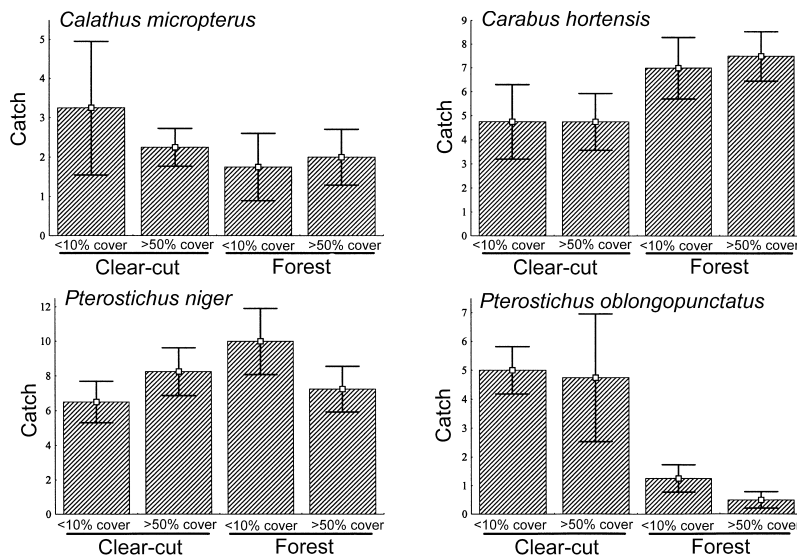 Calathus micropterus
Catch
5
4
3
2
1
0
<10% cover >50% cover <10% cover >50% cover
Clear-cut Forest
Carabus hortensis
Catch
9
8
7
6
5
4
3
2
1
0
<10% cover >50% cover <10% cover >50% cover
Clear-cut Forest
Pterostichus niger
Catch
12
10
8
6
4
2
0
<10% cover >50% cover <10% cover >50% cover
Clear-cut Forest
Pterostichus oblongopunctatus
Catch
7
6
5
4
3
2
1
0
<10% cover >50% cover <10% cover >50% cover
Clear-cut Forest